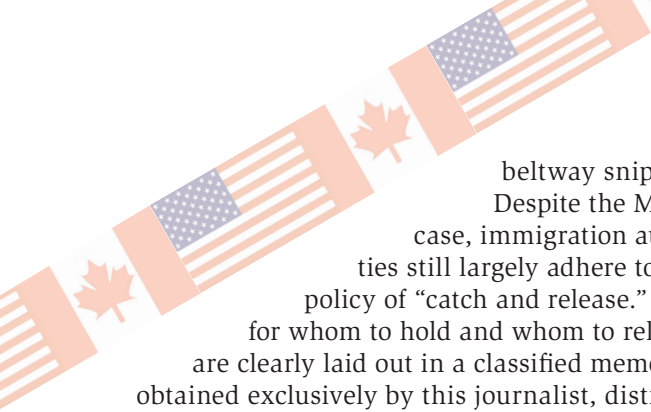 beltway snip
Despite the M
case, immigration au
ties still largely adhere to
policy of “catch and release.”
for whom to hold and whom to rel
are clearly laid out in a classified mem
obtained exclusively by this journalist, dist